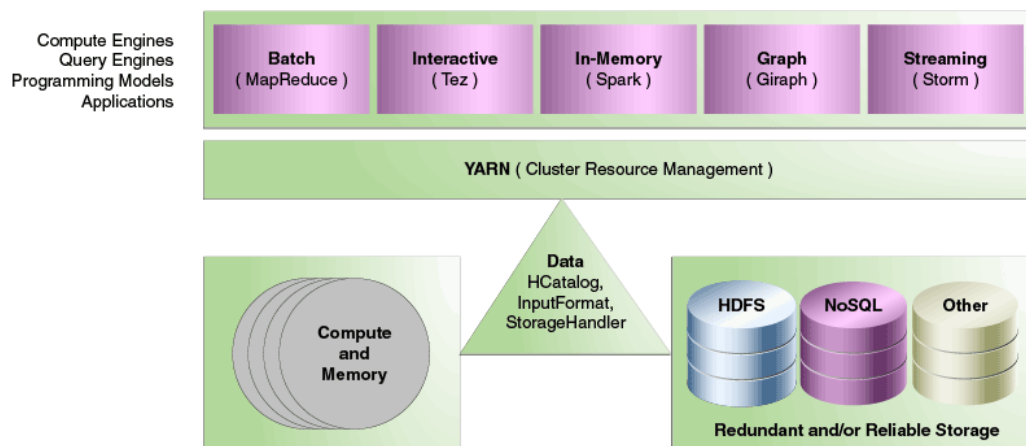 Compute Engines
Query Engines
Programming Models
Applications
Batch
( MapReduce )
Interactive
( Tez )
In-Memory
( Spark )
Graph
( Giraph )
Streaming
( Storm )
YARN ( Cluster Resource Management )
Data
HCatalog,
InputFormat,
StorageHandler
Compute
and
Memory
HDFS
NoSQL
Other
Redundant and/or Reliable Storage